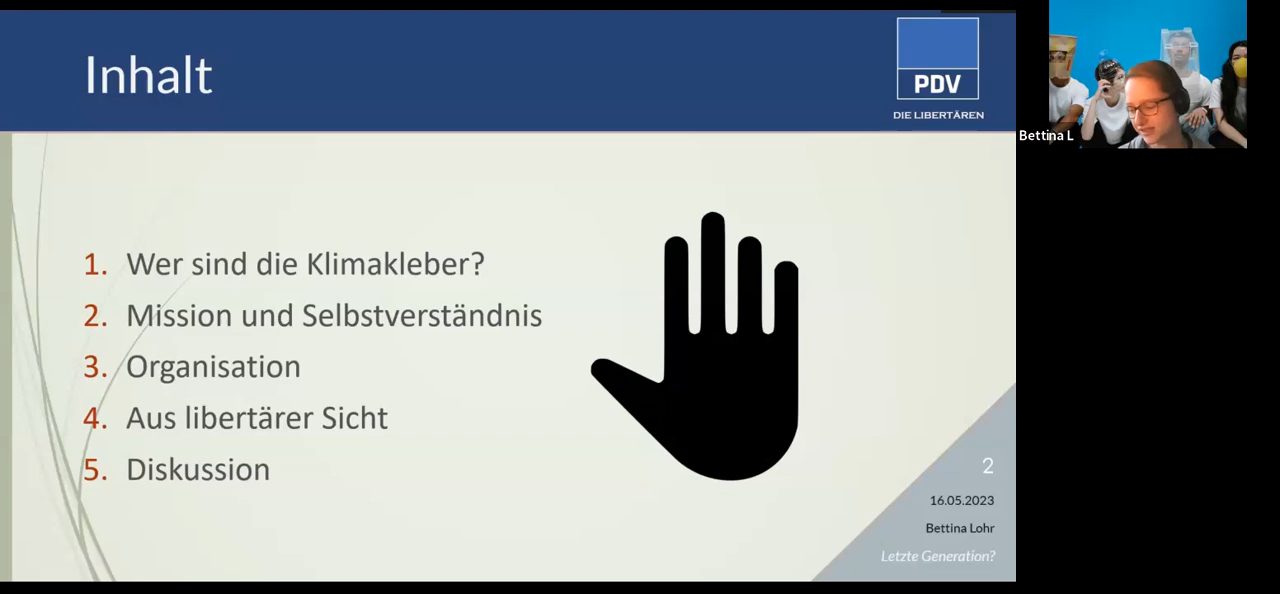 Inhalt
PDV
DIE LIBERTÄREN
Bettina L
1. Wer sind die Klimakleber?
2. Mission und Selbstverständnis
3. Organisation
4. Aus libertärer Sicht
5. Diskussion
2
16.05.2023
Bettina Lohr
Letzte Generation?